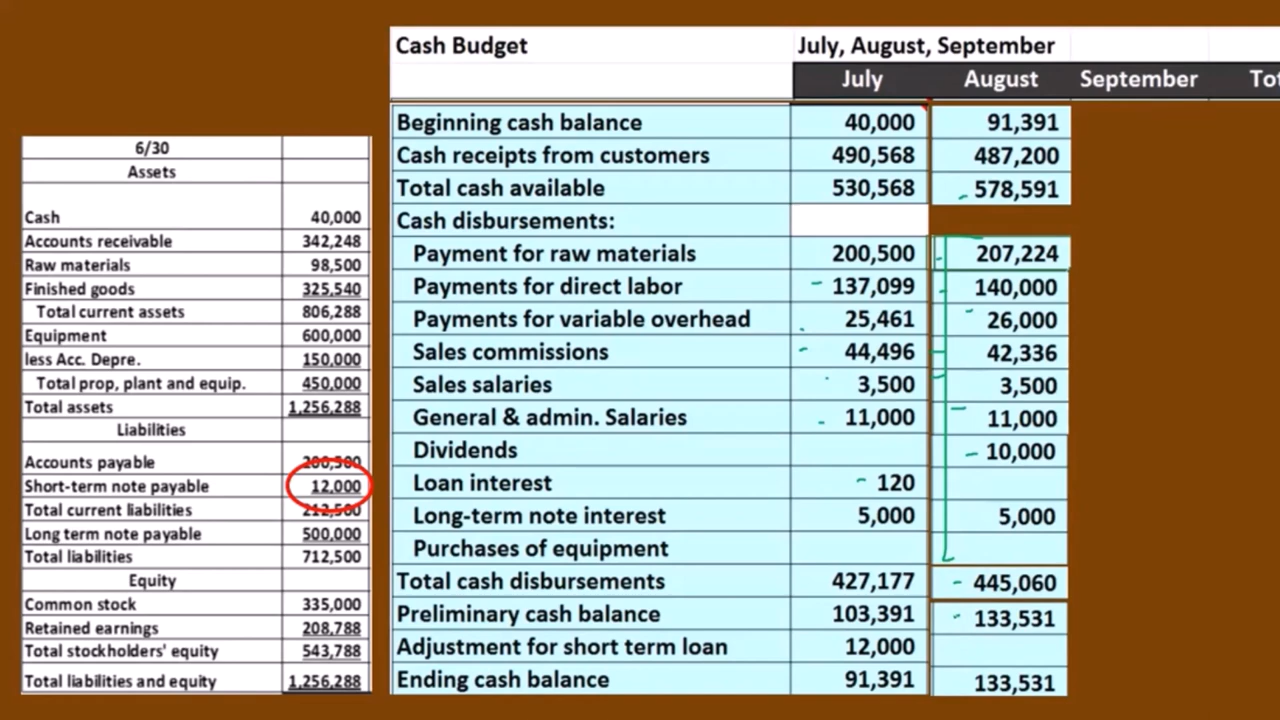 Cash Budget July, August, September
July August September
Beginning cash balance 40,000 91,391
Cash receipts from customers 490,568 487,200
Total cash available 530,568 578,591
Cash disbursements:
Payment for raw materials 200,500 207,224
Payments for direct labor 137,099 140,000
Payments for variable overhead 25,461 26,000
Sales commissions 44,496 42,336
Sales salaries 3,500 3,500
General & admin. Salaries 11,000 11,000
Dividends 10,000
Loan interest 120
Long-term note interest 5,000 5,000
Purchases of equipment
Total cash disbursements 427,177 445,060
Preliminary cash balance 103,391 133,531
Adjustment for short term loan 12,000
Ending cash balance 91,391 133,531
6/30
Assets
Cash 40,000
Accounts receivable 342,248
Raw materials 98,500
Finished goods 325,540
Total current assets 806,288
Equipment 600,000
less Acc. Depre. 150,000
Total prop, plant and equip. 450,000
Total assets 1,256,288
Liabilities
Accounts payable 200,500
Short-term note payable 12,000
Total current liabilities 212,500
Long term note payable 500,000
Total liabilities 712,500
Equity
Common stock 335,000
Retained earnings 208,788
Total stockholders' equity 543,788
Total liabilities and equity 1,256,288